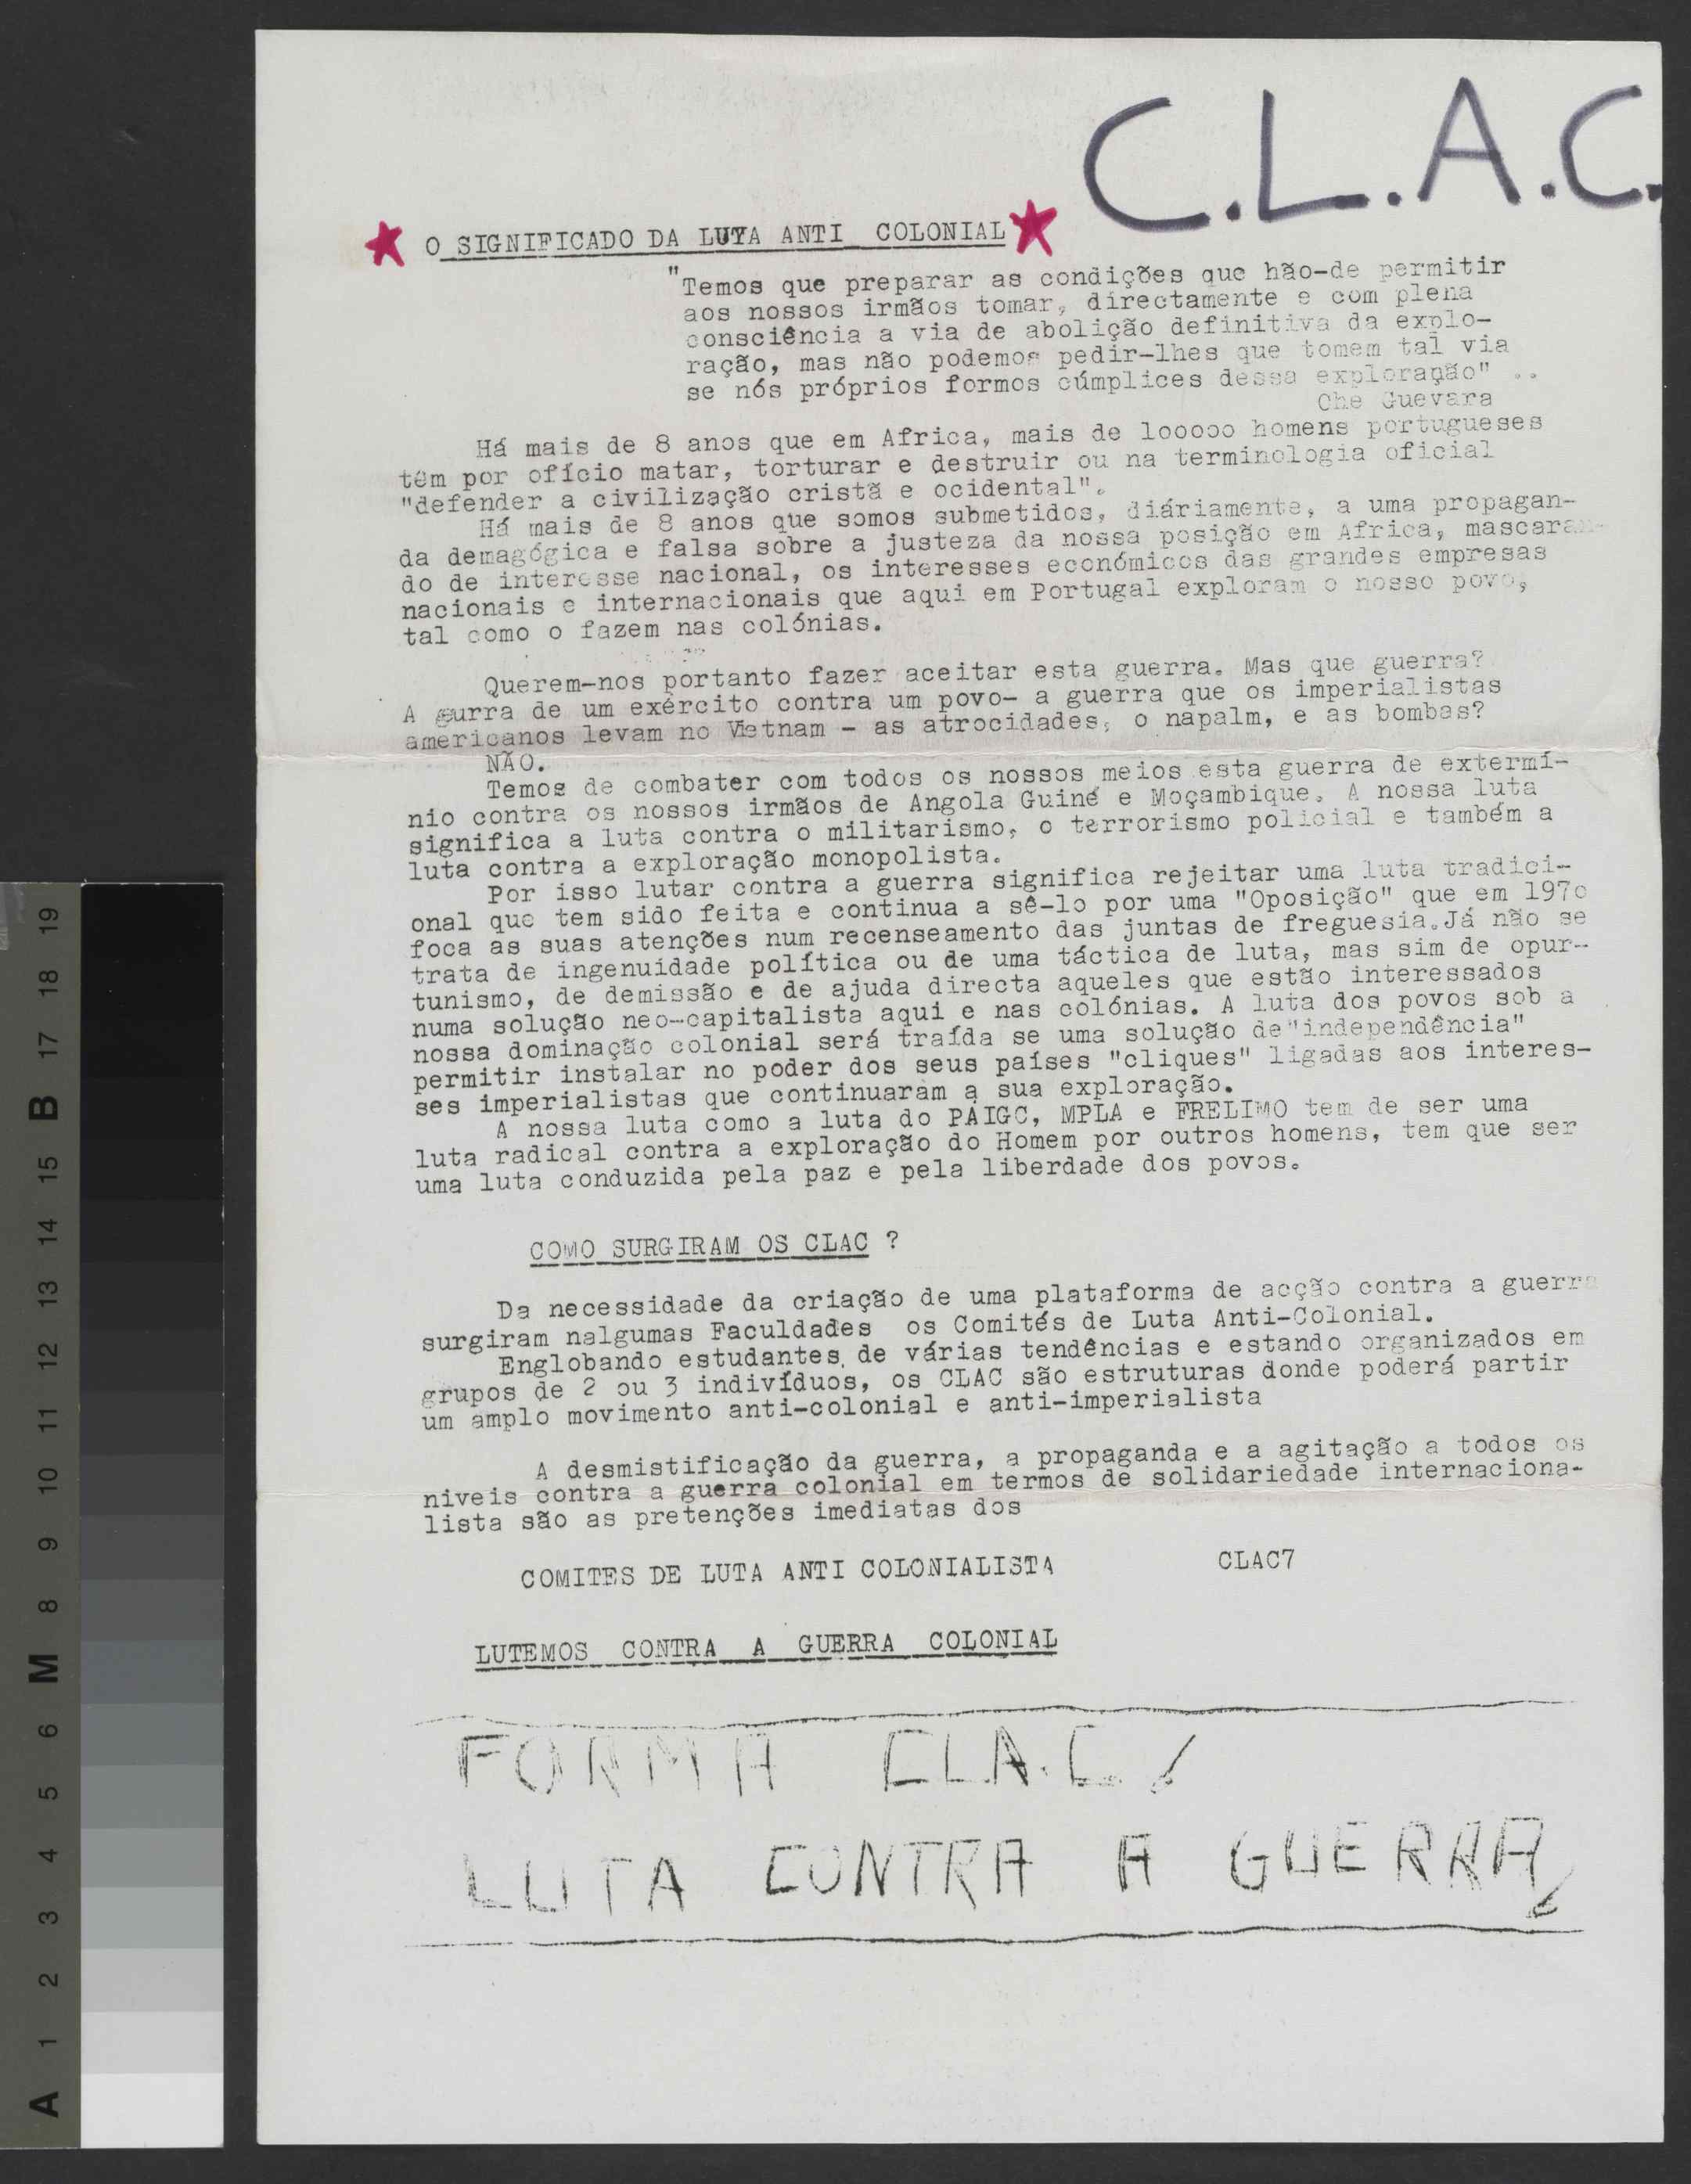 C.L.A.C.
O SIGNIFICADO DA LUTA ANTI COLONIAL
"Temos que preparar as condições que hão-de permitir
aos nossos irmãos tomar, directamente e com plena
consciência a via de abolição definitiva da explo-
ração, mas não podemos pedir-lhes que tomem tal via
se nós próprios formos cúmplices dessa exploração" ..
Che Guevara
Há mais de 8 anos que em Africa, mais de looooo homens portugueses
têm por ofício matar, torturar e destruir ou na terminologia oficial
"defender a civilização cristã e ocidental".
Há mais de 8 anos que somos submetidos, diáriamente, a uma propagan-
da demagógica e falsa sobre a justeza da nossa posição em Africa, mascaran-
do de interesse nacional, os interesses económicos das grandes empresas
nacionais e internacionais que aqui em Portugal exploram o nosso povo,
tal como o fazem nas colónias.
Querem-nos portanto fazer aceitar esta guerra. Mas que guerra?
A gurra de um exército contra um povo- a guerra que os imperialistas
americanos levam no Vietnam - as atrocidades, o napalm, e as bombas?
NÃO.
Temos de combater com todos os nossos meios esta guerra de extermí-
nio contra os nossos irmãos de Angola Guiné e Moçambique. A nossa luta
significa a luta contra o militarismo, o terrorismo policial e também a
luta contra a exploração monopolista.
Por isso lutar contra a guerra significa rejeitar uma luta tradici-
onal que tem sido feita e continua a sê-lo por uma "Oposição" que em 197o
foca as suas atenções num recenseamento das juntas de freguesia.Já não se
trata de ingenuidade política ou de uma táctica de luta, mas sim de opur-
tunismo, de demissão e de ajuda directa aqueles que estão interessados
numa solução neo-capitalista aqui e nas colónias. A luta dos povos sob a
nossa dominação colonial será traída se uma solução de"independência"
permitir instalar no poder dos seus países "cliques" ligadas aos interes-
ses imperialistas que continuaràm a sua exploração.
A nossa luta como a luta do PAIGC, MPLA e FRELIMO tem de ser uma
luta radical contra a exploração do Homem por outros homens, tem que ser
uma luta conduzida pela paz e pela liberdade dos povos.
COMO SURGIRAM OS CLAC ?
Da necessidade da criação de uma plataforma de acção contra a guerra
surgiram nalgumas Faculdades os Comités de Luta Anti-Colonial.
Englobando estudantes de várias tendências e estando organizados em
grupos de 2 ou 3 indivíduos, os CLAC são estruturas donde poderá partir
um amplo movimento anti-colonial e anti-imperialista
A desmistificação da guerra, a propaganda e a agitação a todos os
niveis contra a guerra colonial em termos de solidariedade internaciona-
lista são as pretenções imediatas dos
COMITES DE LUTA ANTI COLONIALISTA CLAC7
LUTEMOS CONTRA A GUERRA COLONIAL
FORMA C.L.A.C.!
LUTA CONTRA A GUERRA!
A 1 2 3 4 5 6 M 8 9 10 11 12 13 14 15 B 17 18 19